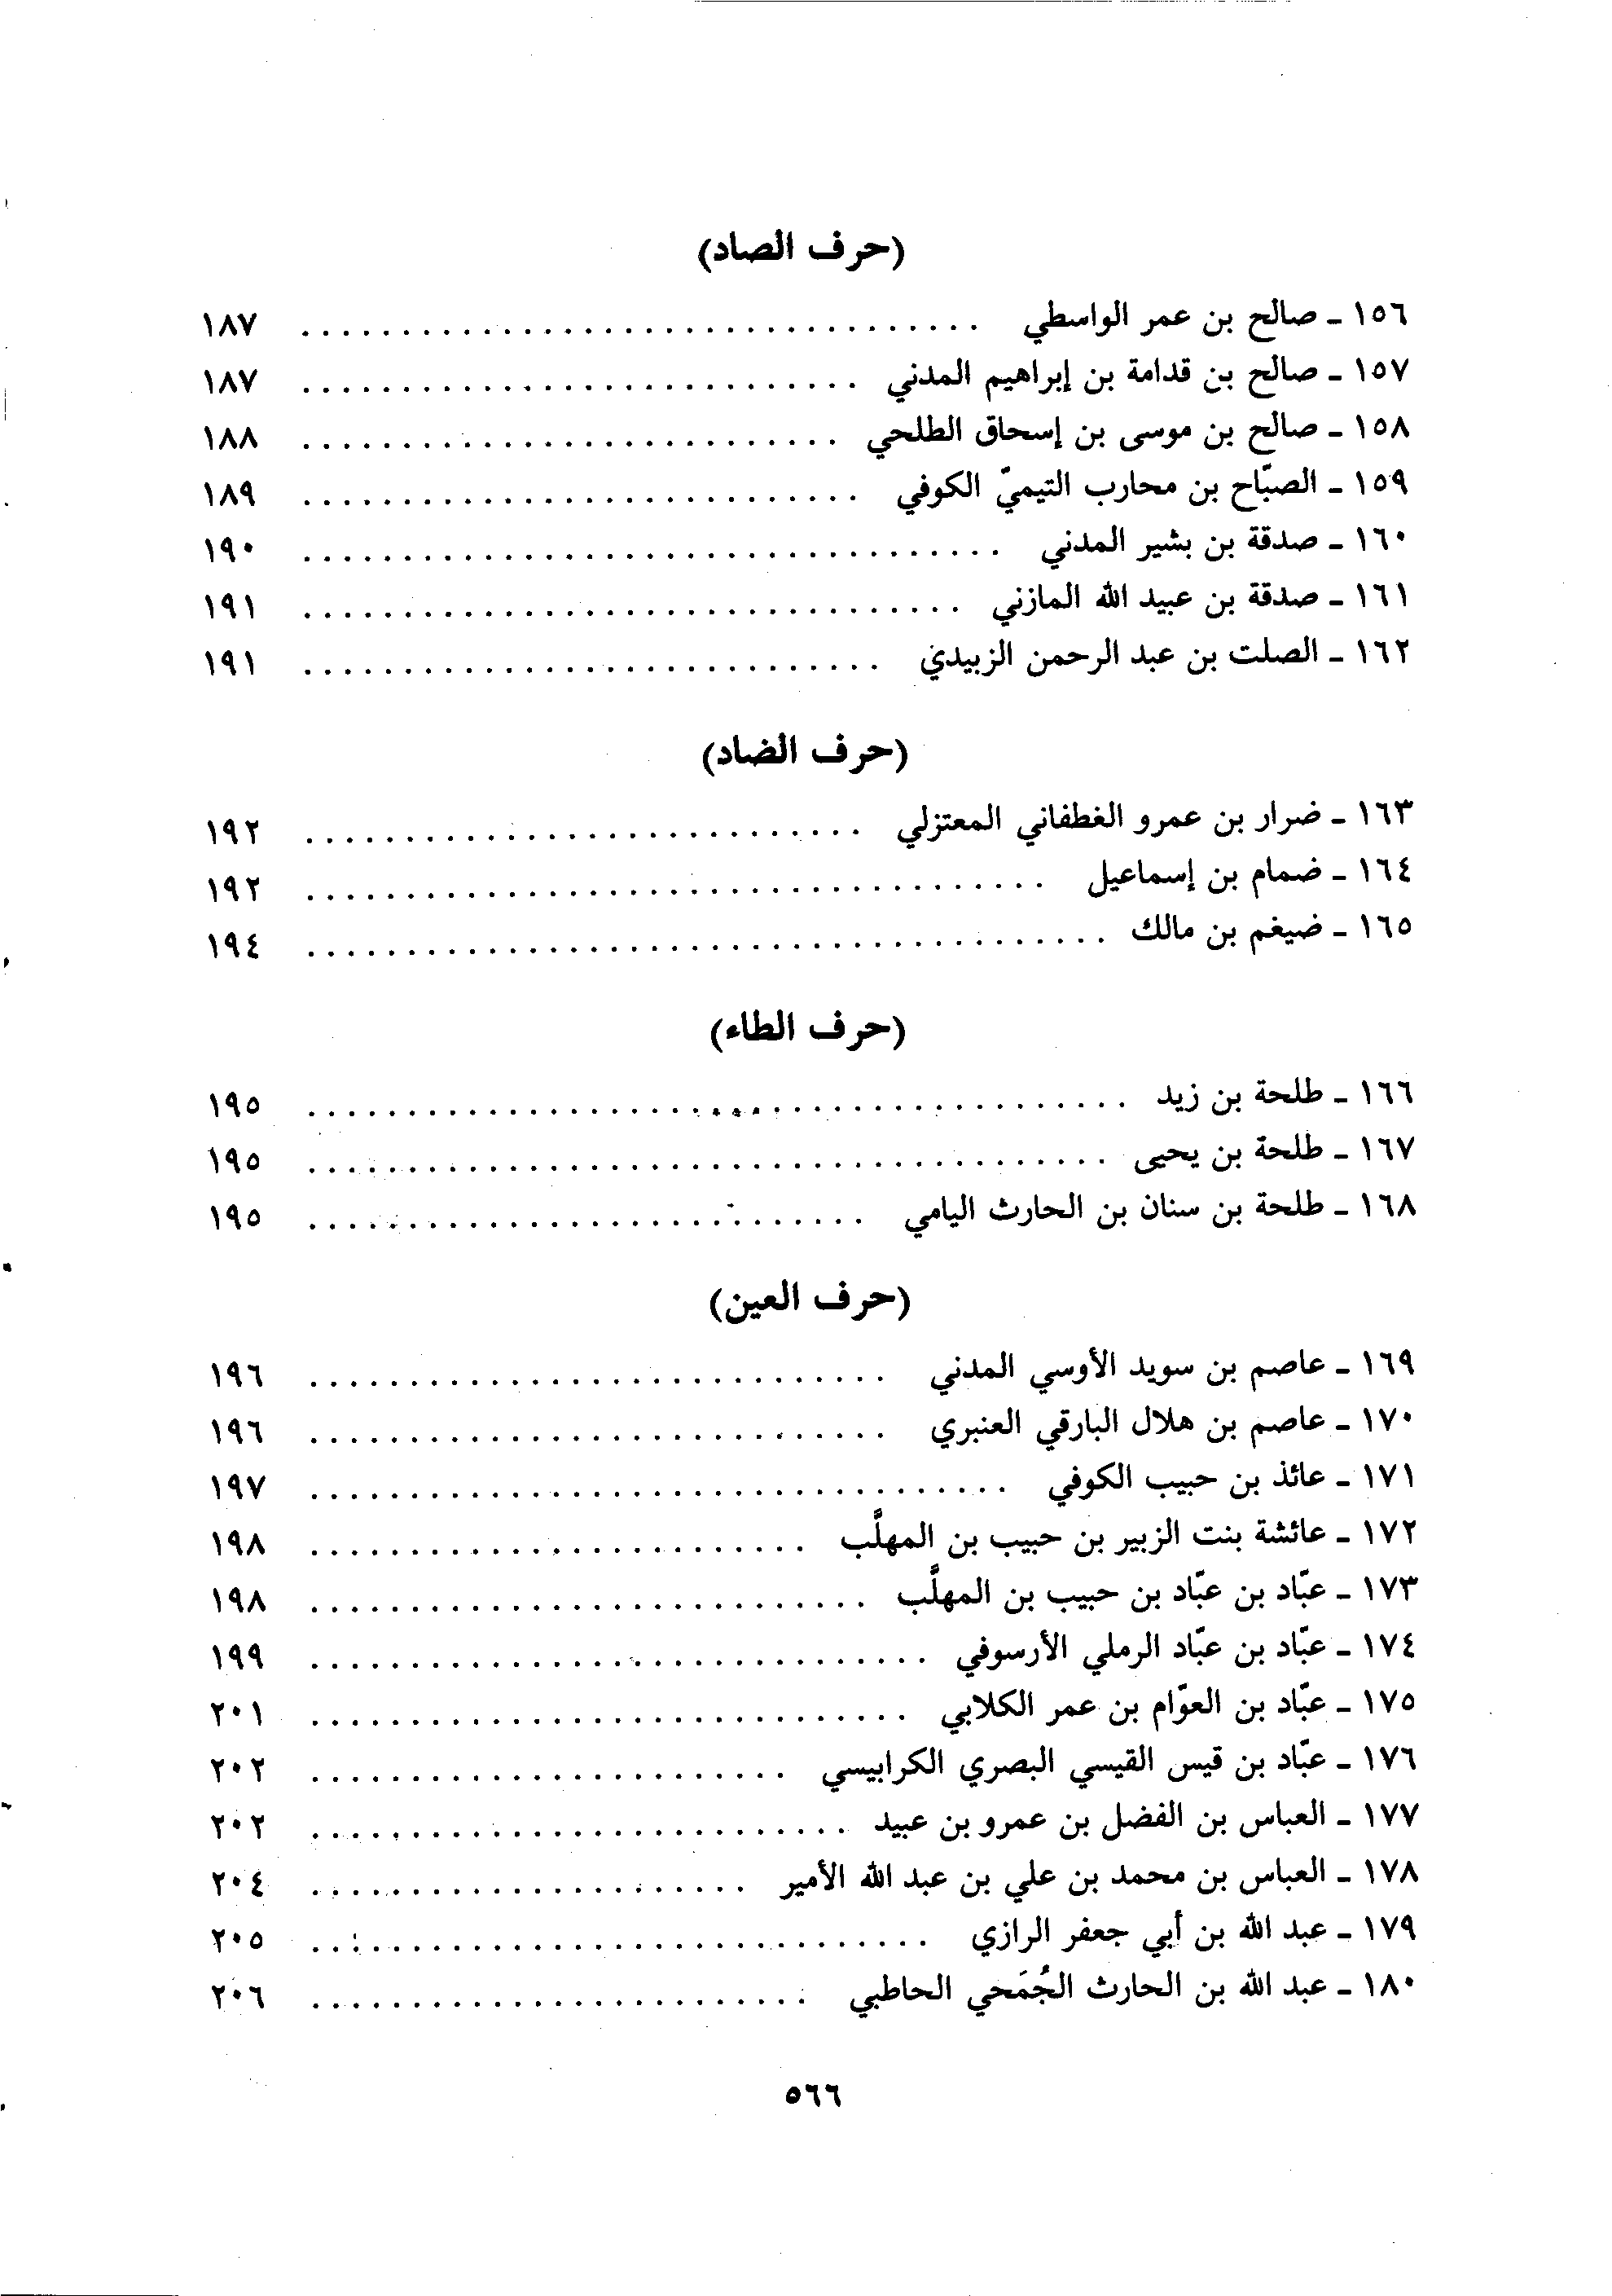 (حرف الصاد)
١٥٦ ـ صالح بن عمر الواسطي .................................. ١٨٧
١٥٧ ـ صالح بن قدامة بن إبراهيم المدني ............................ ١٨٧
١٥٨ ـ صالح بن موسى بن إسحاق الطلحي ........................... ١٨٨
١٥٩ ـ الصبّاح بن محارب التيميّ الكوفي ............................ ١٨٩
١٦٠ ـ صدقة بن بشير المدني ................................... ١٩٠
١٦١ ـ صدقة بن عبيد الله المازني ................................. ١٩١
١٦٢ ـ الصلت بن عبد الرحمن الزبيدي ............................. ١٩١
(حرف الضاد)
١٦٣ ـ ضرار بن عمرو الغطفاني المعتزلي ............................ ١٩٢
١٦٤ ـ ضمام بن إسماعيل ..................................... ١٩٢
١٦٥ ـ ضيغم بن مالك ........................................ ١٩٤
(حرف الطاء)
١٦٦ ـ طلحة بن زيد ......................................... ١٩٥
١٦٧ ـ طلحة بن يحيى ........................................ ١٩٥
١٦٨ ـ طلحة بن سنان بن الحارث اليامي ............................ ١٩٥
(حرف العين)
١٦٩ ـ عاصم بن سويد الأوسي المدني ............................. ١٩٦
١٧٠ ـ عاصم بن هلال البارقي العنبري ............................. ١٩٦
١٧١ ـ عائذ بن حبيب الكوفي ................................... ١٩٧
١٧٢ ـ عائشة بنت الزبير بن حبيب بن المهلَّب ......................... ١٩٨
١٧٣ ـ عبّاد بن عبّاد بن حبيب بن المهلَّب ............................ ١٩٨
١٧٤ ـ عبّاد بن عبّاد الرملي الأرسوفي ............................... ١٩٩
١٧٥ ـ عبّاد بن العوّام بن عمر الكلابي .............................. ٢٠١
١٧٦ ـ عبّاد بن قيس القيسي البصري الكرابيسي ........................ ٢٠٢
١٧٧ ـ العباس بن الفضل بن عمرو بن عبيد ........................... ٢٠٢
١٧٨ ـ العباس بن محمد بن علي بن عبد الله الأمير ...................... ٢٠٤
١٧٩ ـ عبد الله بن أبي جعفر الرازي ............................... ٢٠٥
١٨٠ ـ عبد الله بن الحارث الجُمَحي الحاطبي ......................... ٢٠٦
٥٦٦